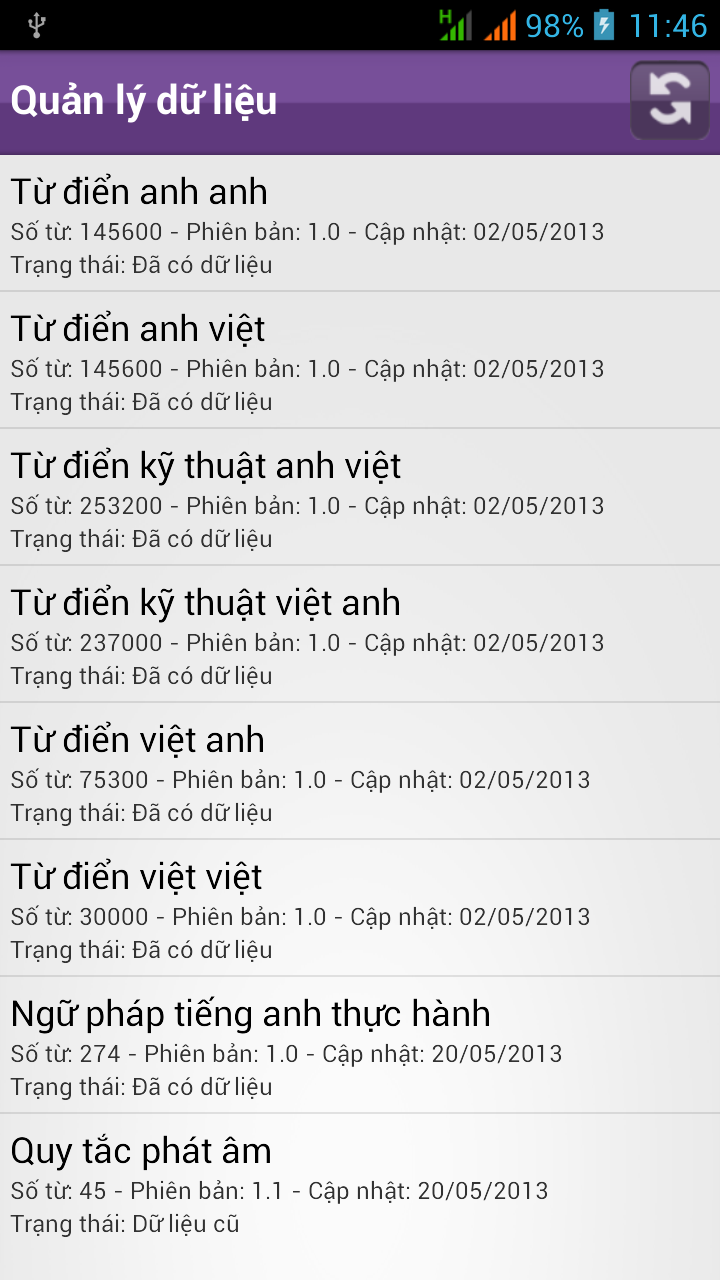 H 98% 11:46
Quản lý dữ liệu
Từ điển anh anh
Số từ: 145600 - Phiên bản: 1.0 - Cập nhật: 02/05/2013
Trạng thái: Đã có dữ liệu
Từ điển anh việt
Số từ: 145600 - Phiên bản: 1.0 - Cập nhật: 02/05/2013
Trạng thái: Đã có dữ liệu
Từ điển kỹ thuật anh việt
Số từ: 253200 - Phiên bản: 1.0 - Cập nhật: 02/05/2013
Trạng thái: Đã có dữ liệu
Từ điển kỹ thuật việt anh
Số từ: 237000 - Phiên bản: 1.0 - Cập nhật: 02/05/2013
Trạng thái: Đã có dữ liệu
Từ điển việt anh
Số từ: 75300 - Phiên bản: 1.0 - Cập nhật: 02/05/2013
Trạng thái: Đã có dữ liệu
Từ điển việt việt
Số từ: 30000 - Phiên bản: 1.0 - Cập nhật: 02/05/2013
Trạng thái: Đã có dữ liệu
Ngữ pháp tiếng anh thực hành
Số từ: 274 - Phiên bản: 1.0 - Cập nhật: 20/05/2013
Trạng thái: Đã có dữ liệu
Quy tắc phát âm
Số từ: 45 - Phiên bản: 1.1 - Cập nhật: 20/05/2013
Trạng thái: Dữ liệu cũ